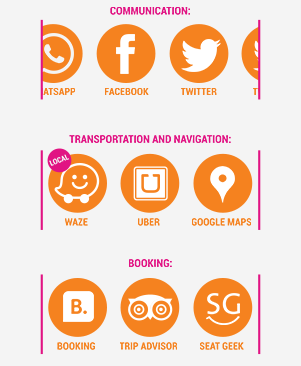 COMMUNICATION:
ATSAPP FACEBOOK TWITTER T
TRANSPORTATION AND NAVIGATION:
LOCAL
WAZE UBER GOOGLE MAPS
BOOKING:
B. SG
BOOKING TRIP ADVISOR SEAT GEEK